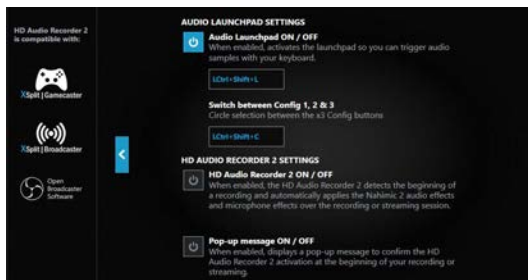 HD Audio Recorder 2
is compatible with:
XSplit | Gamecaster
XSplit | Broadcaster
Open
Broadcaster
Software
AUDIO LAUNCHPAD SETTINGS
Audio Launchpad ON / OFF
When enabled, activates the launchpad so you can trigger audio
samples with your keyboard.
LCtrl+Shift+L
Switch between Config 1, 2 & 3
Circle selection between the x3 Config buttons
LCtrl+Shift+C
HD AUDIO RECORDER 2 SETTINGS
HD Audio Recorder 2 ON / OFF
When enabled, the HD Audio Recorder 2 detects the beginning of
a recording and automatically applies the Nahimic 2 audio effects
and microphone effects over the recording or streaming session.
Pop-up message ON / OFF
When enabled, displays a pop-up message to confirm the HD
Audio Recorder 2 activation at the beginning of your recording or
streaming.